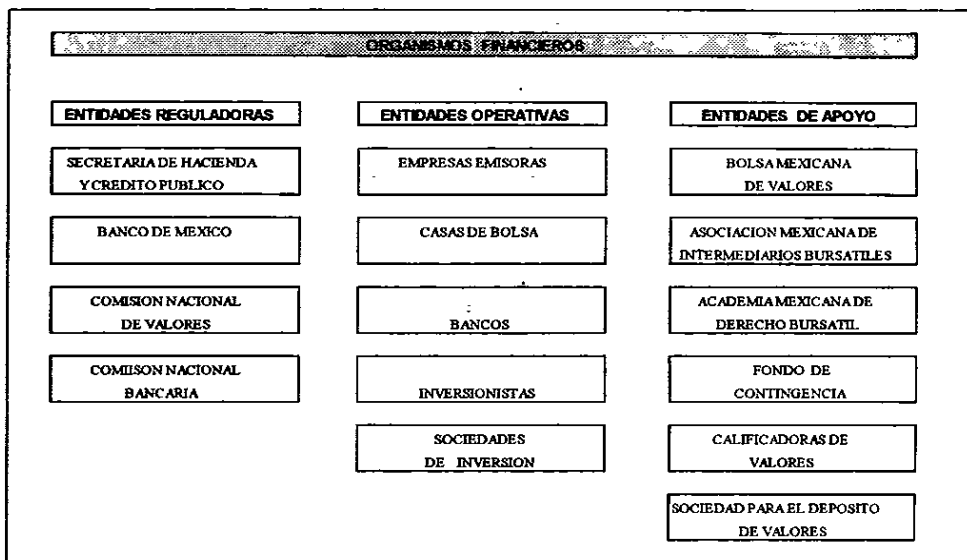 ORGANISMOS FINANCIEROS
ENTIDADES REGULADORAS
SECRETARIA DE HACIENDA
Y CREDITO PUBLICO
BANCO DE MEXICO
COMISION NACIONAL
DE VALORES
COMIISON NACIONAL
BANCARIA
ENTIDADES OPERATIVAS
EMPRESAS EMISORAS
CASAS DE BOLSA
BANCOS
INVERSIONISTAS
SOCIEDADES
DE INVERSION
ENTIDADES DE APOYO
BOLSA MEXICANA
DE VALORES
ASOCIACION MEXICANA DE
INTERMEDIARIOS BURSATILES
ACADEMIA MEXICANA DE
DERECHO BURSATIL
FONDO DE
CONTINGENCIA
CALIFICADORAS DE
VALORES
SOCIEDAD PARA EL DEPOSITO
DE VALORES